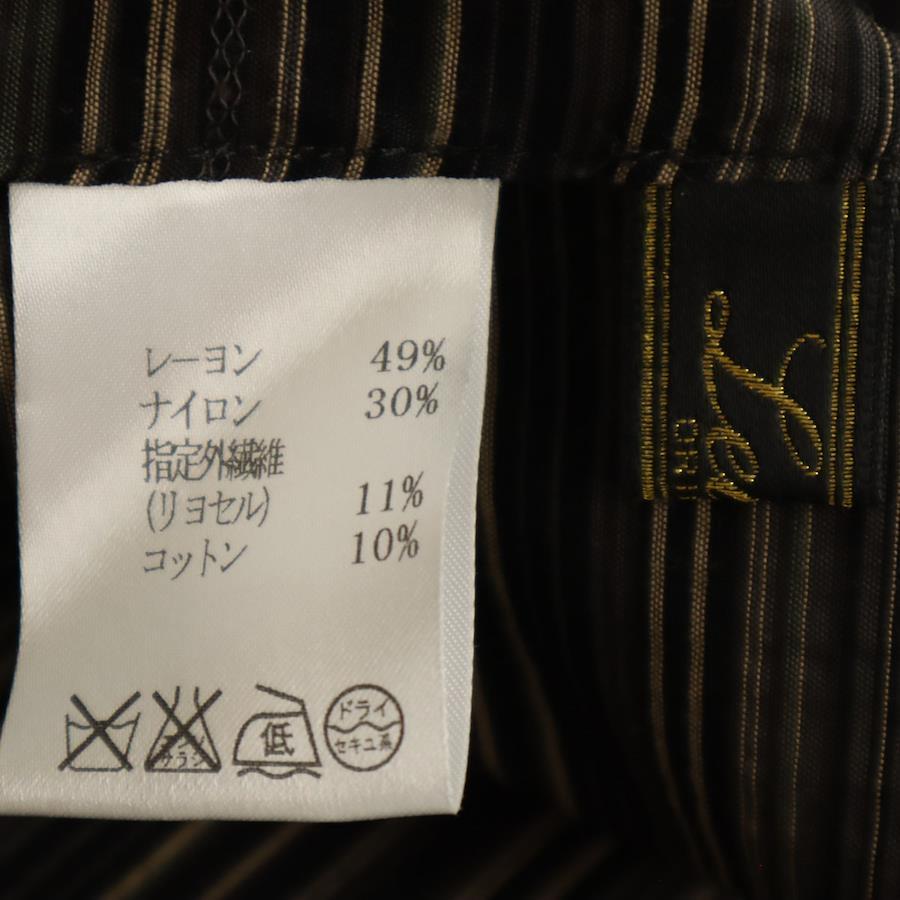 レーヨン 49%
ナイロン 30%
指定外繊維
(リヨセル) 11%
コットン 10%
低
ドライ
セキユ系